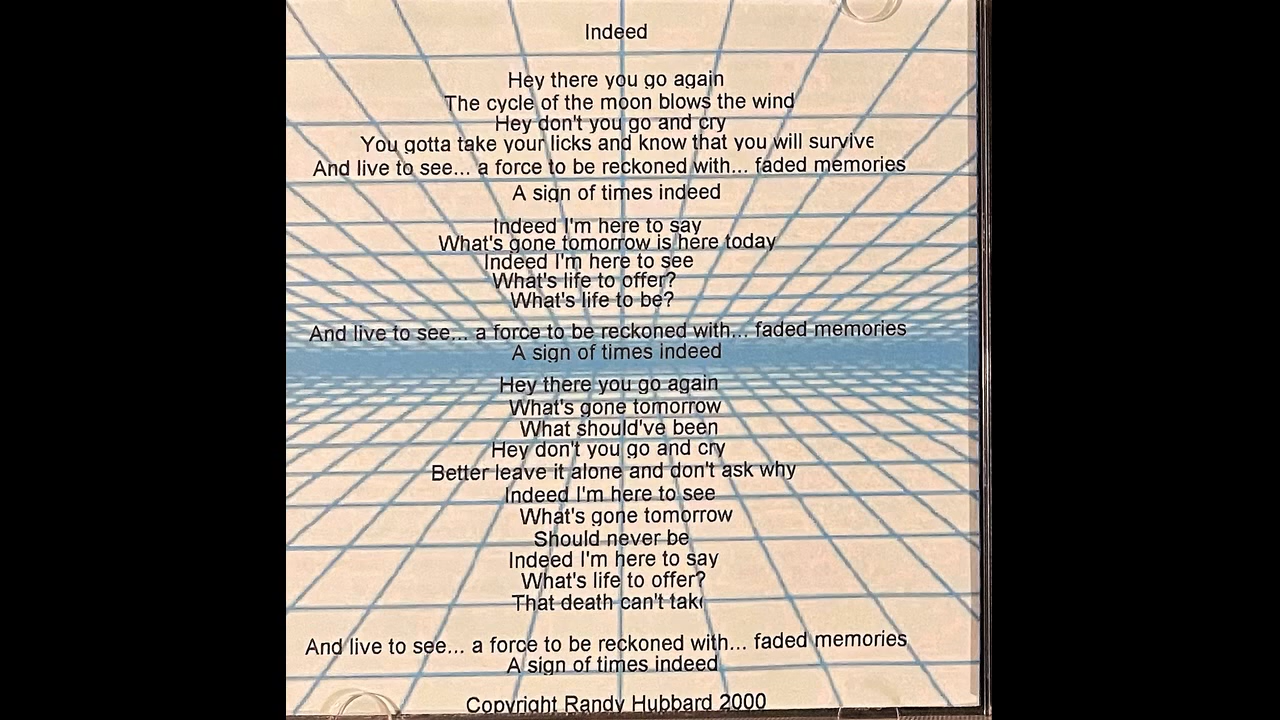 Indeed
Hey there you go again
The cycle of the moon blows the wind
Hey don't you go and cry
You gotta take your licks and know that you will survive
And live to see... a force to be reckoned with... faded memories
A sign of times indeed
Indeed I'm here to say
What's gone tomorrow is here today
Indeed I'm here to see
What's life to offer?
What's life to be?
And live to see... a force to be reckoned with... faded memories
A sign of times indeed
Hey there you go again
What's gone tomorrow
What should've been
Hey don't you go and cry
Better leave it alone and don't ask why
Indeed I'm here to see
What's gone tomorrow
Should never be
Indeed I'm here to say
What's life to offer?
That death can't take
And live to see... a force to be reckoned with... faded memories
A sign of times indeed
Copyright Randy Hubbard 2000